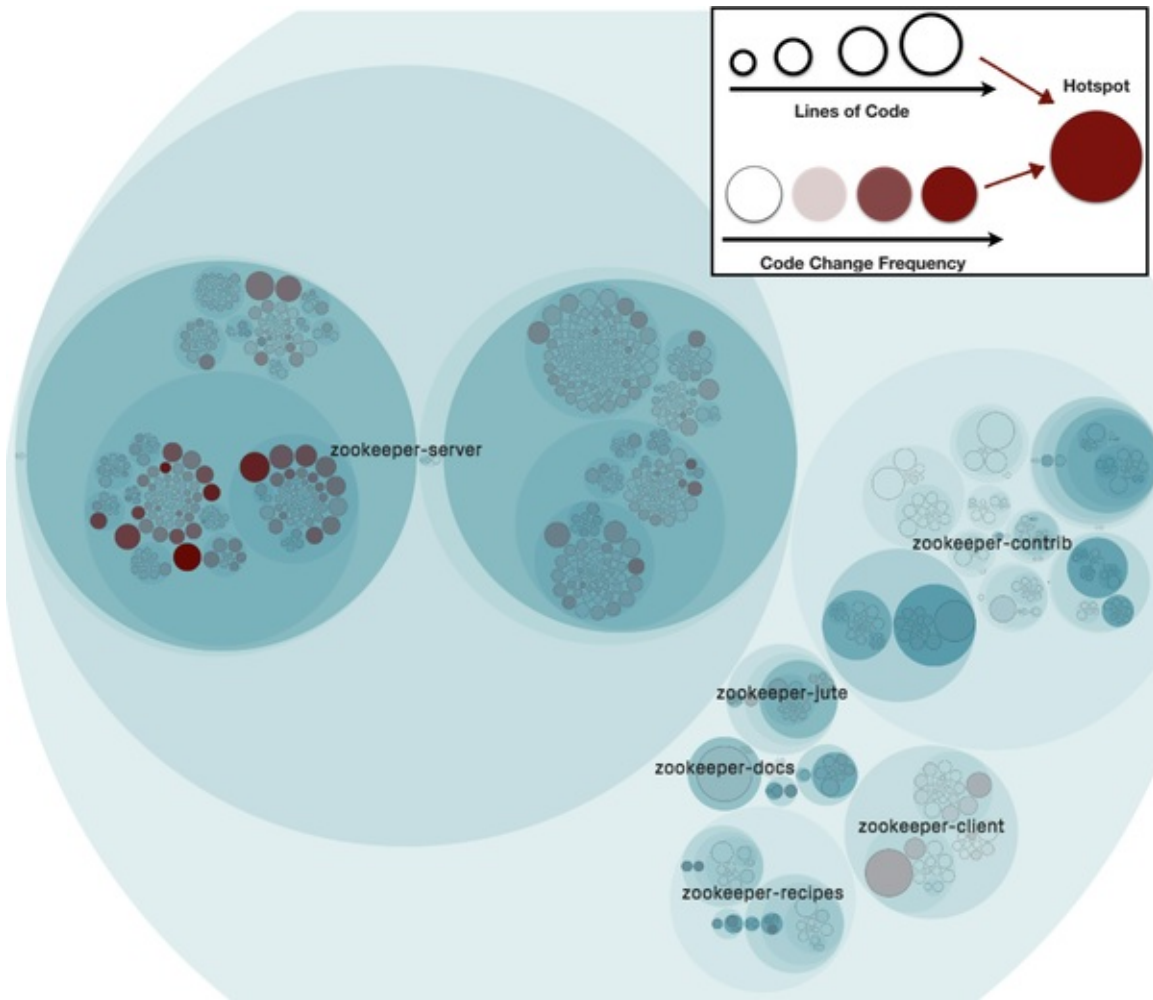 Lines of Code
Hotspot
Code Change Frequency
zookeeper-server
zookeeper-contrib
zookeeper-jute
zookeeper-docs
zookeeper-client
zookeeper-recipes